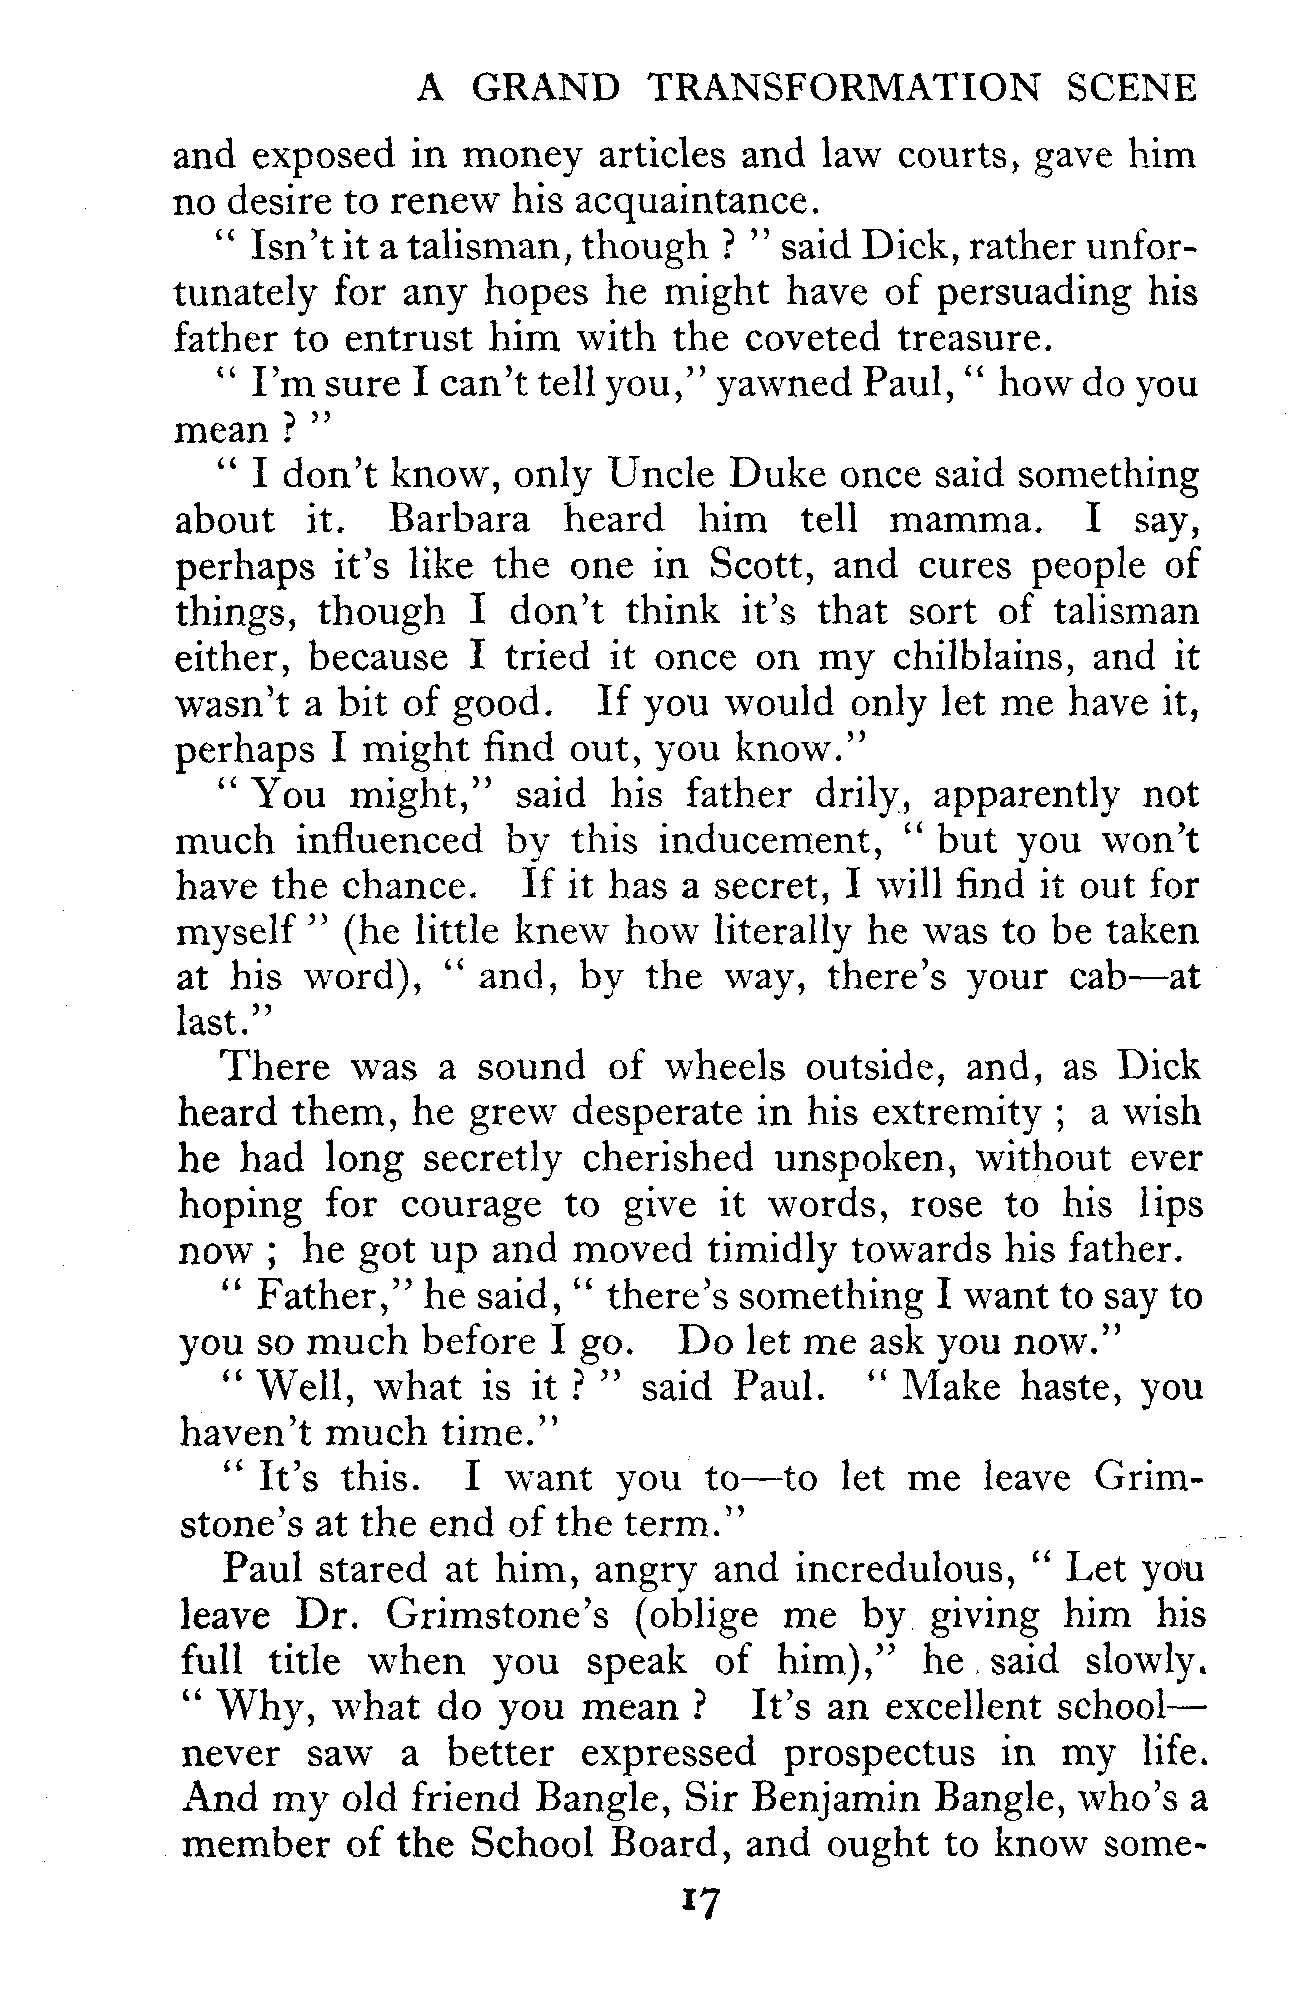 A GRAND TRANSFORMATION SCENE
and exposed in money articles and law courts, gave him
no desire to renew his acquaintance.
“ Isn't it a talisman, though ? ” said Dick, rather unfor-
tunately for any hopes he might have of persuading his
father to entrust him with the coveted treasure.
“ I'm sure I can't tell you,” yawned Paul, “ how do you
mean ? ”
“ I don't know, only Uncle Duke once said something
about it. Barbara heard him tell mamma. I say,
perhaps it's like the one in Scott, and cures people of
things, though I don't think it's that sort of talisman
either, because I tried it once on my chilblains, and it
wasn't a bit of good. If you would only let me have it,
perhaps I might find out, you know.”
“ You might,” said his father drily, apparently not
much influenced by this inducement, “ but you won't
have the chance. If it has a secret, I will find it out for
myself ” (he little knew how literally he was to be taken
at his word), “ and, by the way, there's your cab—at
last.”
There was a sound of wheels outside, and, as Dick
heard them, he grew desperate in his extremity ; a wish
he had long secretly cherished unspoken, without ever
hoping for courage to give it words, rose to his lips
now ; he got up and moved timidly towards his father.
“ Father,” he said, “ there's something I want to say to
you so much before I go. Do let me ask you now.”
“ Well, what is it ? ” said Paul. “ Make haste, you
haven't much time.”
“ It's this. I want you to—to let me leave Grim-
stone's at the end of the term.”
Paul stared at him, angry and incredulous, “ Let you
leave Dr. Grimstone's (oblige me by giving him his
full title when you speak of him),” he said slowly.
“ Why, what do you mean ? It's an excellent school—
never saw a better expressed prospectus in my life.
And my old friend Bangle, Sir Benjamin Bangle, who's a
member of the School Board, and ought to know some-
17